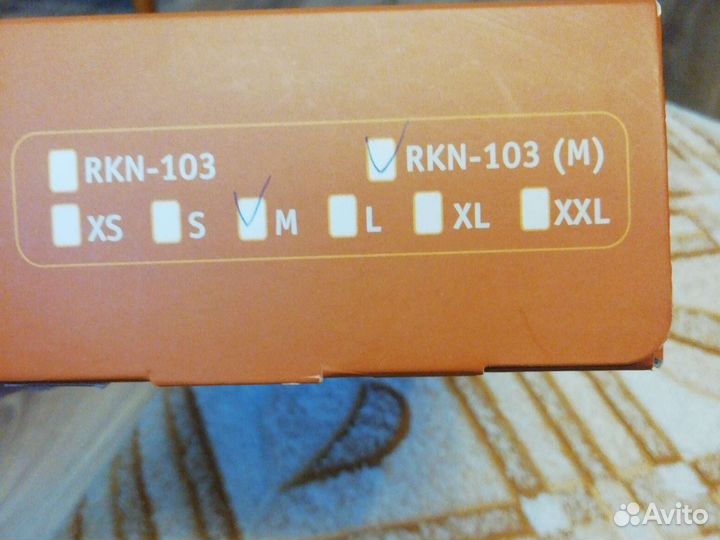 RKN-103 RKN-103 (M)
XS S M L XL XXL
Avito